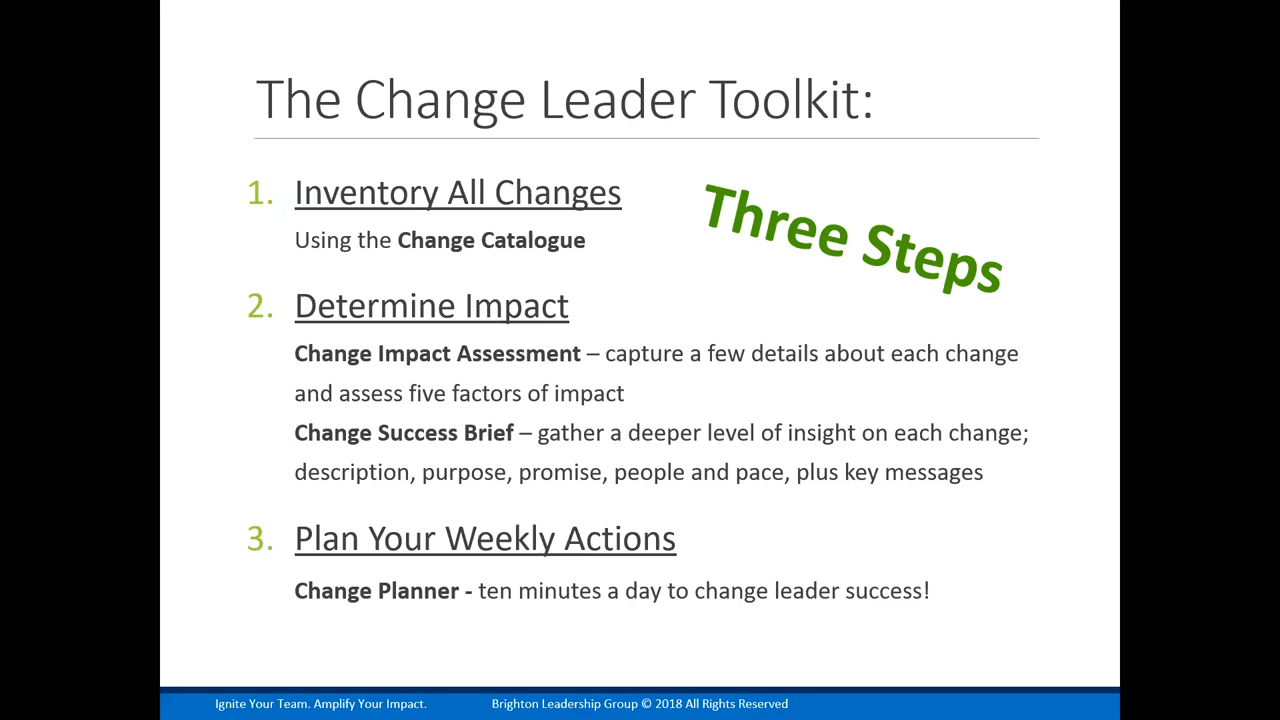 The Change Leader Toolkit:
1. Inventory All Changes
Using the Change Catalogue
Three Steps
2. Determine Impact
Change Impact Assessment – capture a few details about each change
and assess five factors of impact
Change Success Brief – gather a deeper level of insight on each change;
description, purpose, promise, people and pace, plus key messages
3. Plan Your Weekly Actions
Change Planner - ten minutes a day to change leader success!
Ignite Your Team. Amplify Your Impact. Brighton Leadership Group © 2018 All Rights Reserved